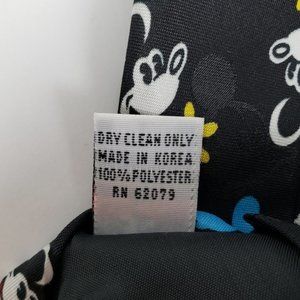 DRY CLEAN ONLY
MADE IN KOREA
100% POLYESTER
RN 62079